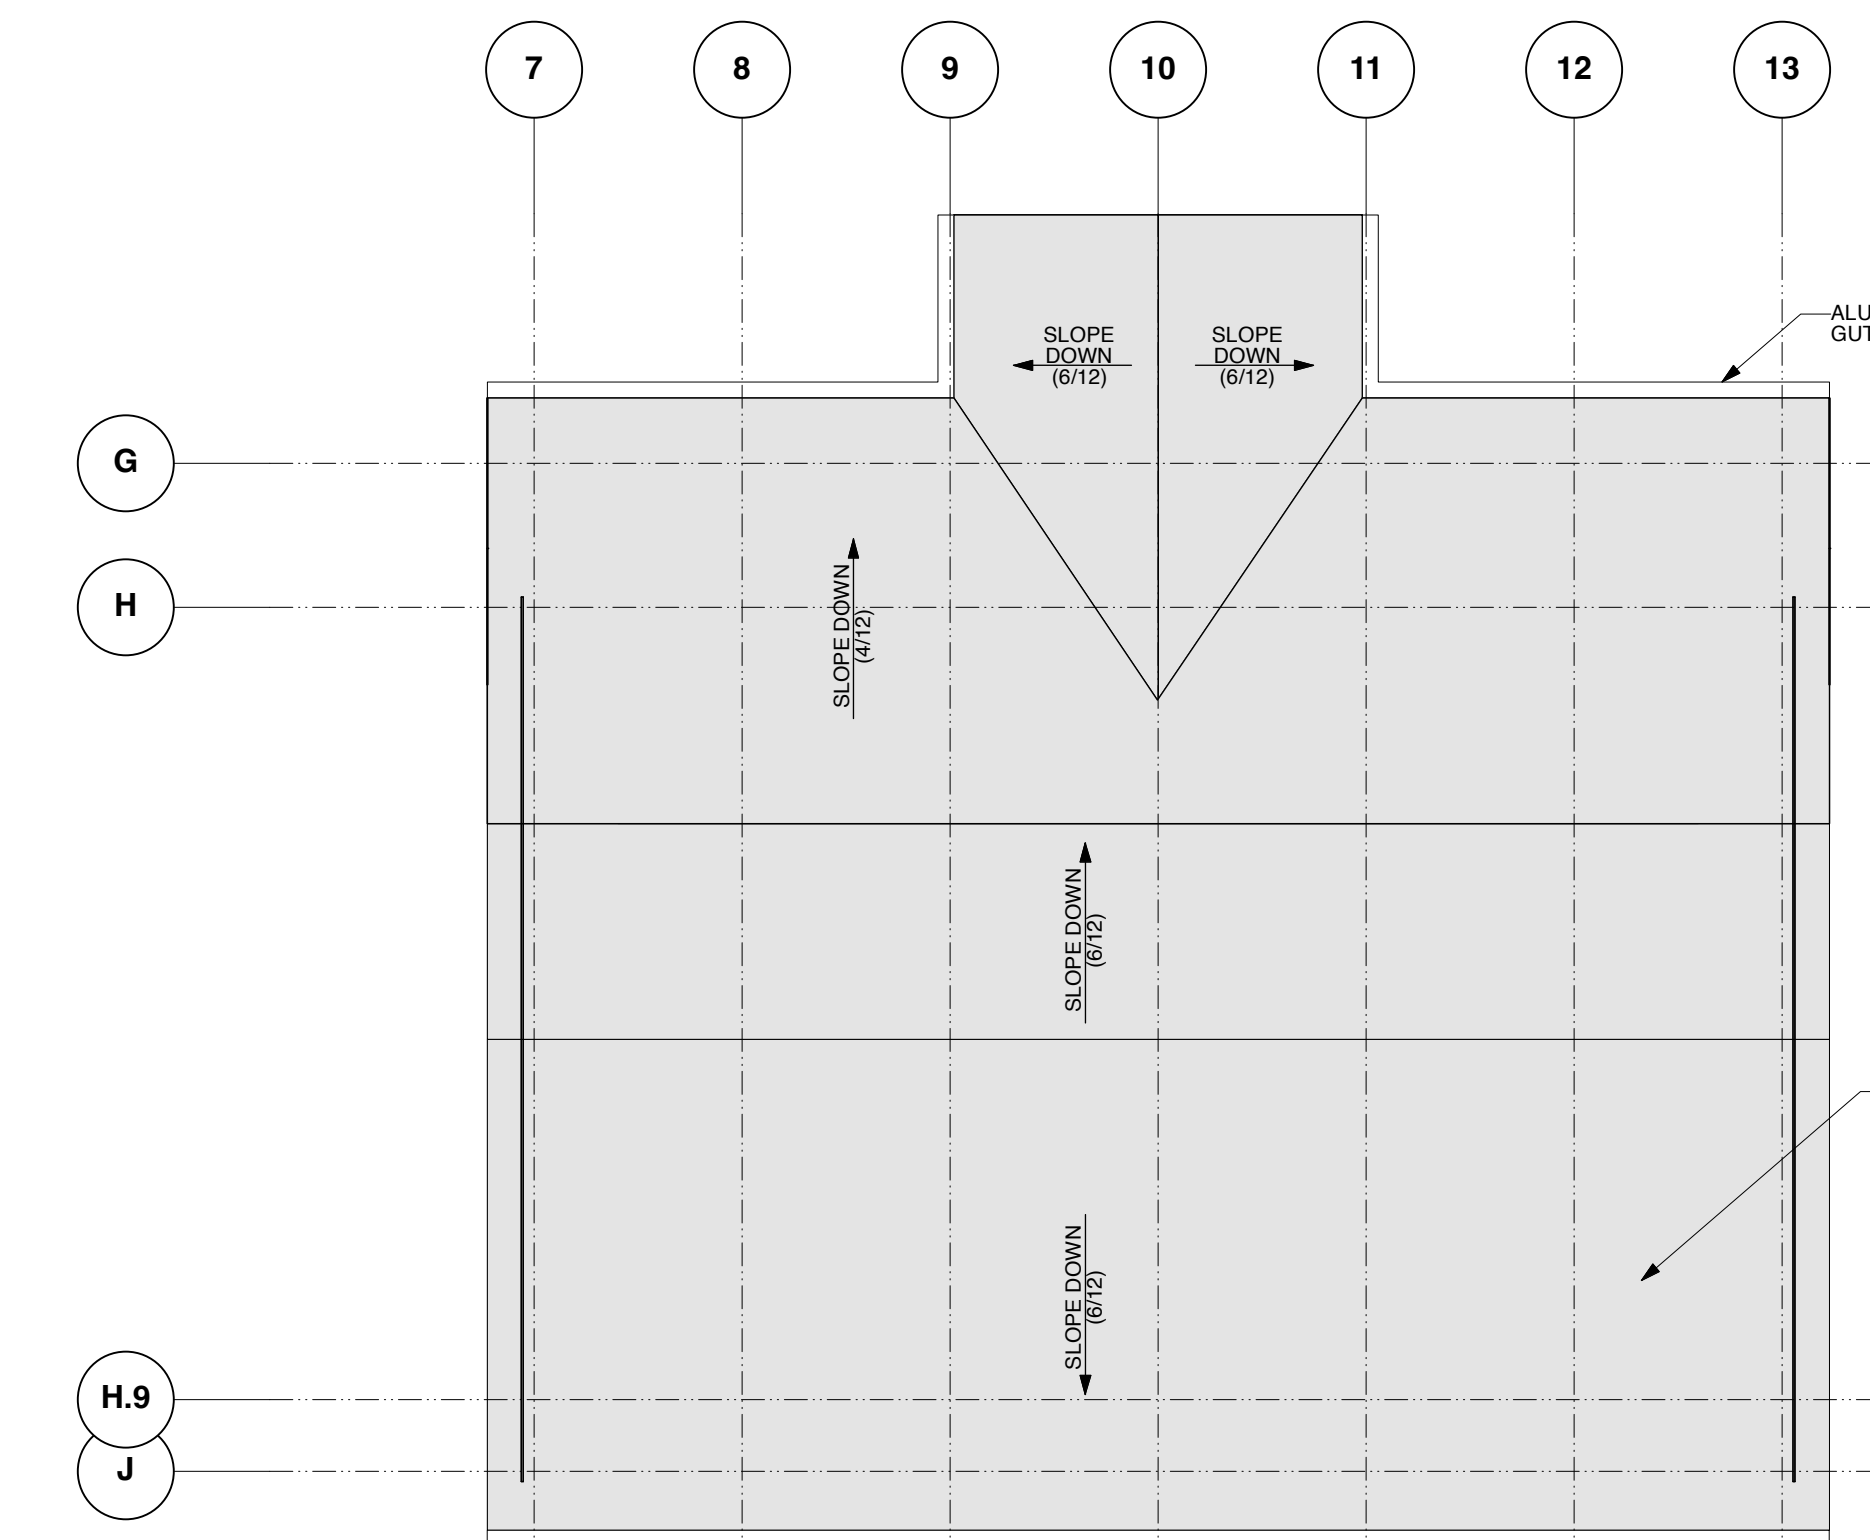 7
8
9
10
11
12
13
SLOPE
DOWN
(6/12)
SLOPE
DOWN
(6/12)
ALU
GUT
G
H
SLOPE DOWN
(4/12)
SLOPE DOWN
(6/12)
SLOPE DOWN
(6/12)
H.9
J